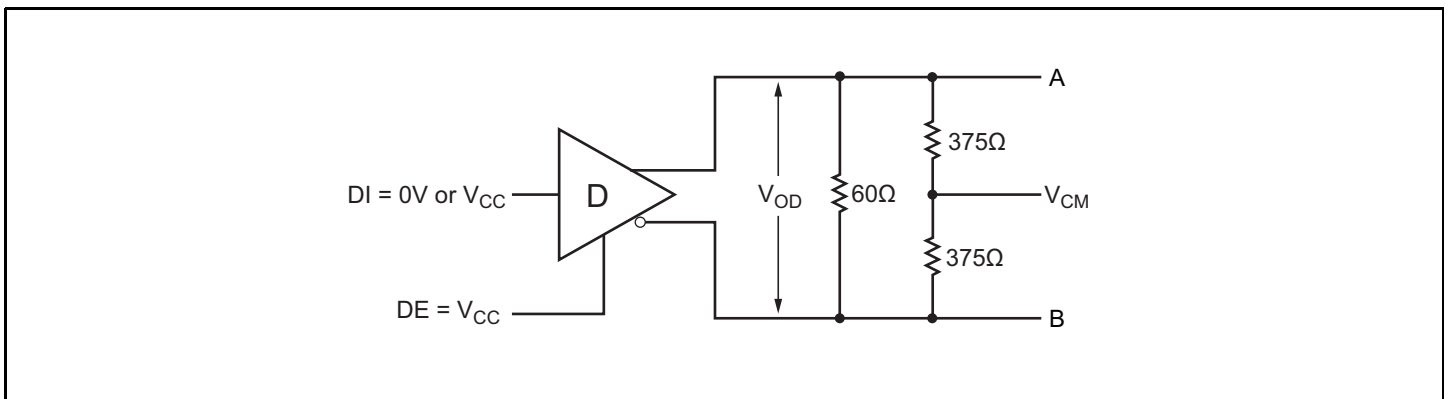 A
375Ω
DI = 0V or VCC
D
VOD
60Ω
VCM
375Ω
DE = VCC
B